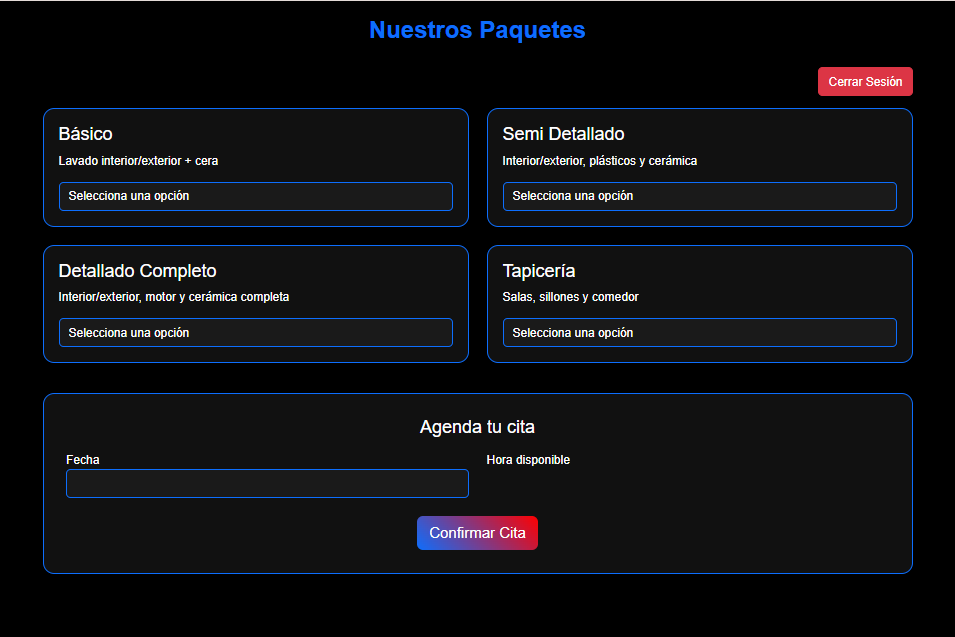 Nuestros Paquetes
Cerrar Sesión
Básico
Lavado interior/exterior + cera
Selecciona una opción
Semi Detallado
Interior/exterior, plásticos y cerámica
Selecciona una opción
Detallado Completo
Interior/exterior, motor y cerámica completa
Selecciona una opción
Tapicería
Salas, sillones y comedor
Selecciona una opción
Agenda tu cita
Fecha
Hora disponible
Confirmar Cita